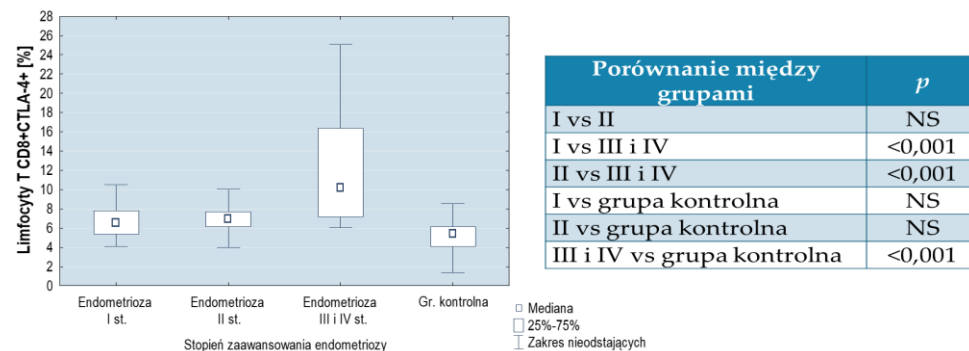 Limfocyty T CD8+CTLA-4+ [%]
28
26
24
22
20
18
16
14
12
10
8
6
4
2
0
Endometrioza
I st.
Endometrioza
II st.
Endometrioza
III i IV st.
Gr. kontrolna
Stopień zaawansowania endometriozy
Mediana
25%-75%
Zakres nieodstających
Porównanie między
grupami
p
I vs II NS
I vs III i IV <0,001
II vs III i IV <0,001
I vs grupa kontrolna NS
II vs grupa kontrolna NS
III i IV vs grupa kontrolna <0,001